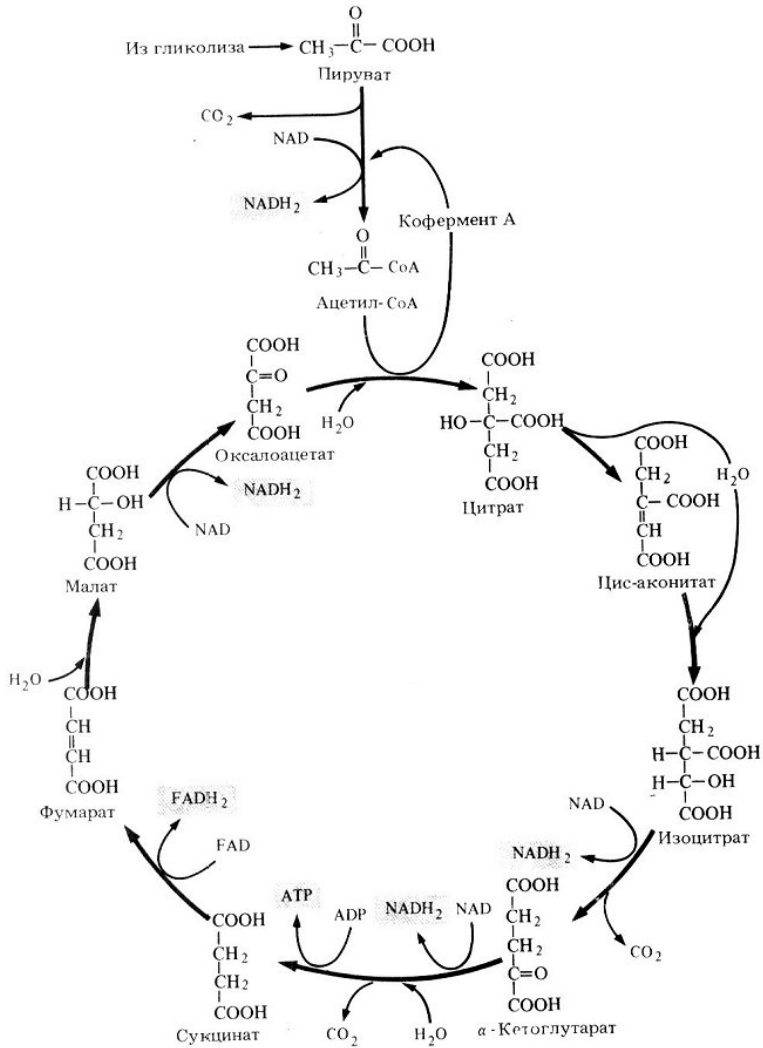 O
Из гликолиза CH3—C—COOH
Пируват
CO2
NAD
NADH2
Кофермент А
O
CH3—C—CoA
Ацетил-CoA
COOH
C=O
CH2
COOH
Оксалоацетат
H2O
COOH
CH2
HO—C—COOH
CH2
COOH
Цитрат
H2O
COOH
CH2
C—COOH
CH
COOH
Цис-аконитат
COOH
CH2
H—C—COOH
H—C—OH
COOH
Изоцитрат
NAD
NADH2
CO2
COOH
CH2
CH2
C=O
COOH
α-Кетоглутарат
NAD
NADH2
ADP
ATP
H2O
CO2
COOH
CH2
CH2
COOH
Сукцинат
FAD
FADH2
COOH
CH
CH
COOH
Фумарат
H2O
COOH
H—C—OH
CH2
COOH
Малат
NAD
NADH2